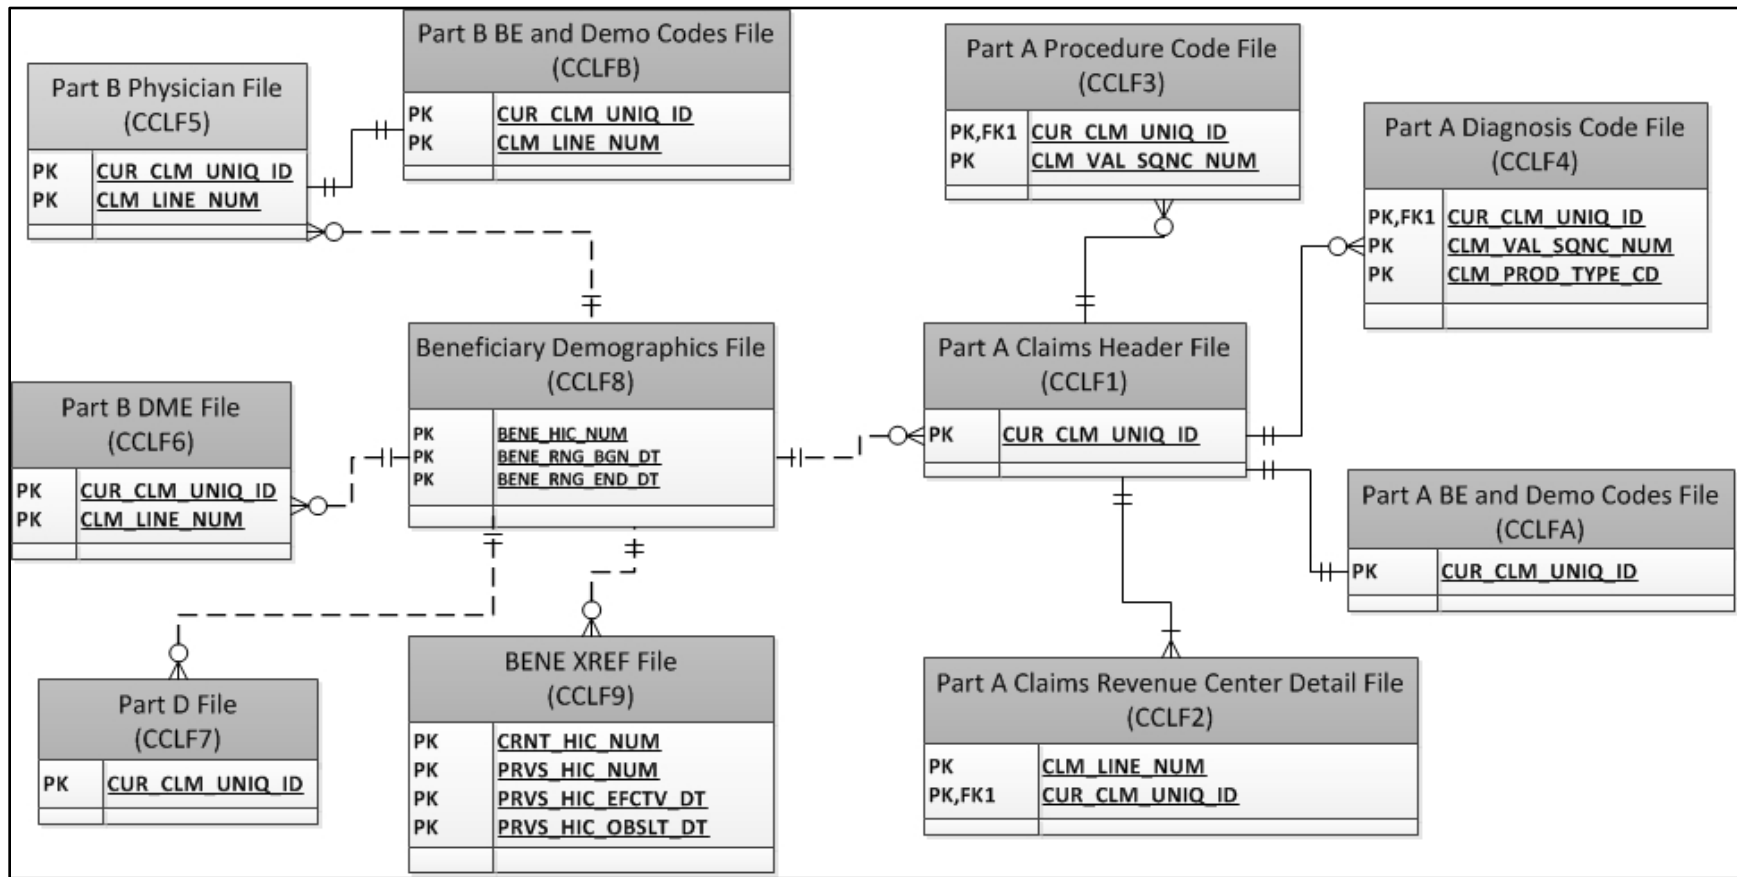 Part B BE and Demo Codes File
(CCLFB)
PK CUR_CLM_UNIQ_ID
PK CLM_LINE_NUM
Part B Physician File
(CCLF5)
PK CUR_CLM_UNIQ_ID
PK CLM_LINE_NUM
Part A Procedure Code File
(CCLF3)
PK,FK1 CUR_CLM_UNIQ_ID
PK CLM_VAL_SQNC_NUM
Part A Diagnosis Code File
(CCLF4)
PK,FK1 CUR_CLM_UNIQ_ID
PK CLM_VAL_SQNC_NUM
PK CLM_PROD_TYPE_CD
Beneficiary Demographics File
(CCLF8)
PK BENE_HIC_NUM
PK BENE_RNG_BGN_DT
PK BENE_RNG_END_DT
Part A Claims Header File
(CCLF1)
PK CUR_CLM_UNIQ_ID
Part B DME File
(CCLF6)
PK CUR_CLM_UNIQ_ID
PK CLM_LINE_NUM
Part A BE and Demo Codes File
(CCLFA)
PK CUR_CLM_UNIQ_ID
Part D File
(CCLF7)
PK CUR_CLM_UNIQ_ID
BENE XREF File
(CCLF9)
PK CRNT_HIC_NUM
PK PRVS_HIC_NUM
PK PRVS_HIC_EFCTV_DT
PK PRVS_HIC_OBSLT_DT
Part A Claims Revenue Center Detail File
(CCLF2)
PK CLM_LINE_NUM
PK,FK1 CUR_CLM_UNIQ_ID